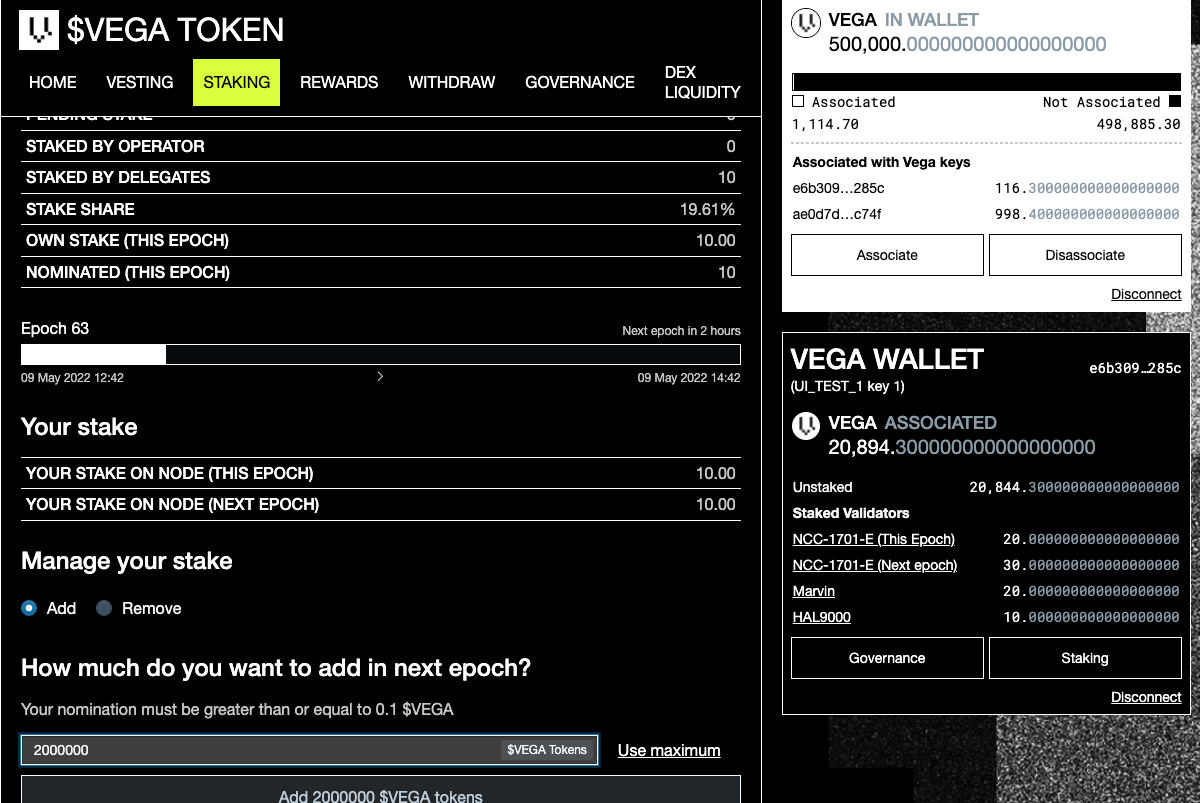 $VEGA TOKEN
HOME VESTING STAKING REWARDS WITHDRAW GOVERNANCE DEX LIQUIDITY
PENDING STAKE
STAKED BY OPERATOR 0
STAKED BY DELEGATES 10
STAKE SHARE 19.61%
OWN STAKE (THIS EPOCH) 10.00
NOMINATED (THIS EPOCH) 10
Epoch 63 Next epoch in 2 hours
09 May 2022 12:42 > 09 May 2022 14:42
Your stake
YOUR STAKE ON NODE (THIS EPOCH) 10.00
YOUR STAKE ON NODE (NEXT EPOCH) 10.00
Manage your stake
Add Remove
How much do you want to add in next epoch?
Your nomination must be greater than or equal to 0.1 $VEGA
2000000 $VEGA Tokens Use maximum
Add 2000000 $VEGA tokens
VEGA IN WALLET
500,000.000000000000000000
Associated Not Associated
1,114.70 498,885.30
Associated with Vega keys
e6b309…285c 116.300000000000000000
ae0d7d…c74f 998.400000000000000000
Associate Disassociate
Disconnect
VEGA WALLET e6b309…285c
(UI_TEST_1 key 1)
VEGA ASSOCIATED
20,894.300000000000000000
Unstaked 20,844.300000000000000000
Staked Validators
NCC-1701-E (This Epoch) 20.000000000000000000
NCC-1701-E (Next epoch) 30.000000000000000000
Marvin 20.000000000000000000
HAL9000 10.000000000000000000
Governance Staking
Disconnect